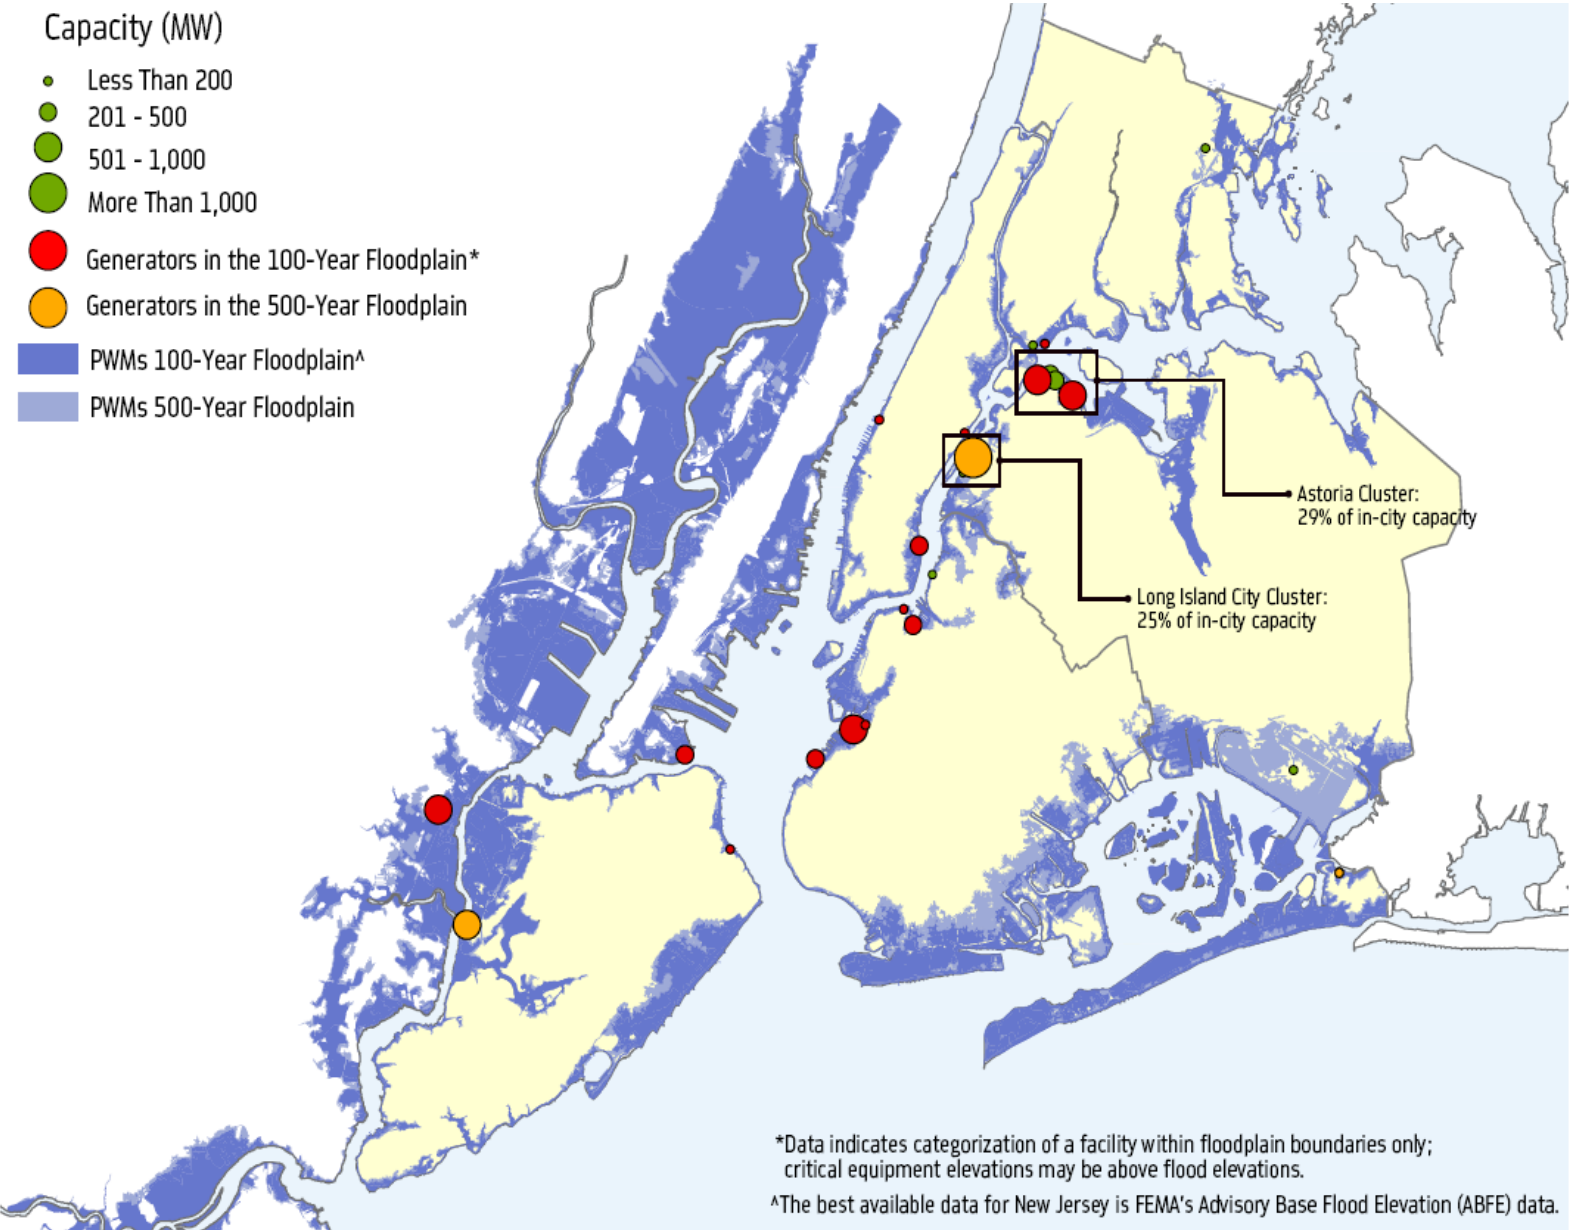 Capacity (MW)
Less Than 200
201 - 500
501 - 1,000
More Than 1,000
Generators in the 100-Year Floodplain*
Generators in the 500-Year Floodplain
PWMs 100-Year Floodplain^
PWMs 500-Year Floodplain
Astoria Cluster:
29% of in-city capacity
Long Island City Cluster:
25% of in-city capacity
*Data indicates categorization of a facility within floodplain boundaries only;
critical equipment elevations may be above flood elevations.
^The best available data for New Jersey is FEMA's Advisory Base Flood Elevation (ABFE) data.